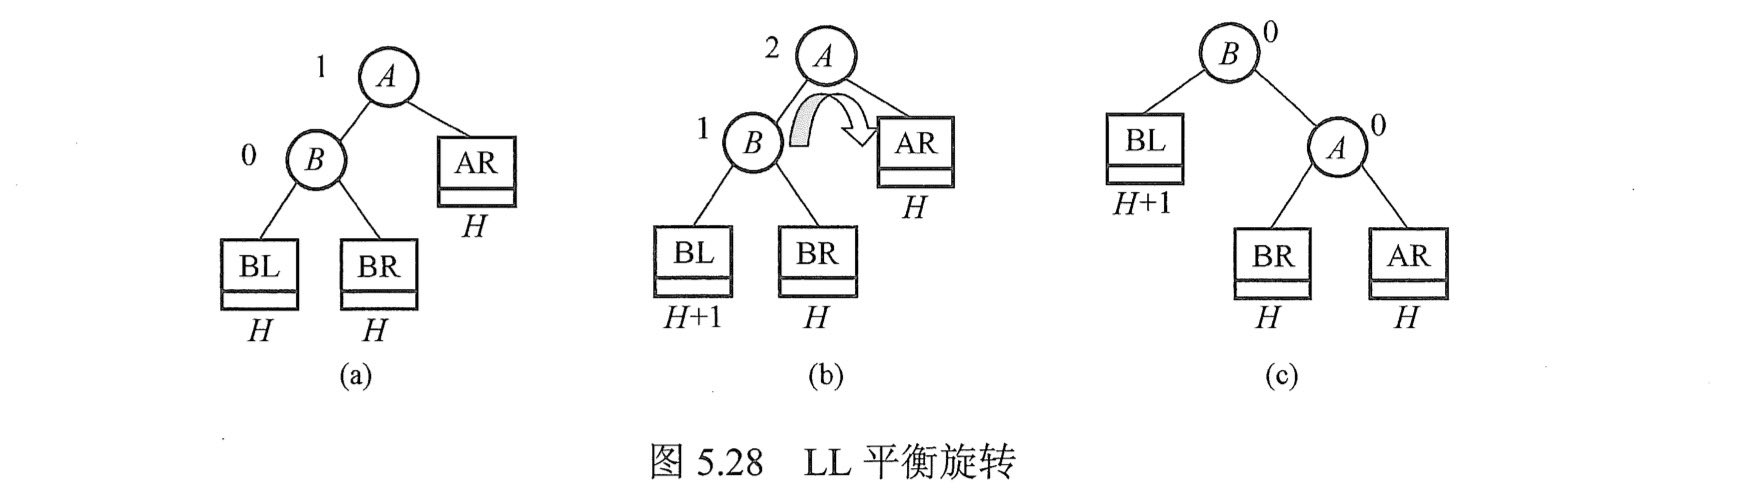 1 A
0 B AR
H
BL BR
H H
(a)
2 A
1 B AR
H
BL BR
H+1 H
(b)
B 0
BL A 0
H+1
BR AR
H H
(c)
图 5.28 LL 平衡旋转